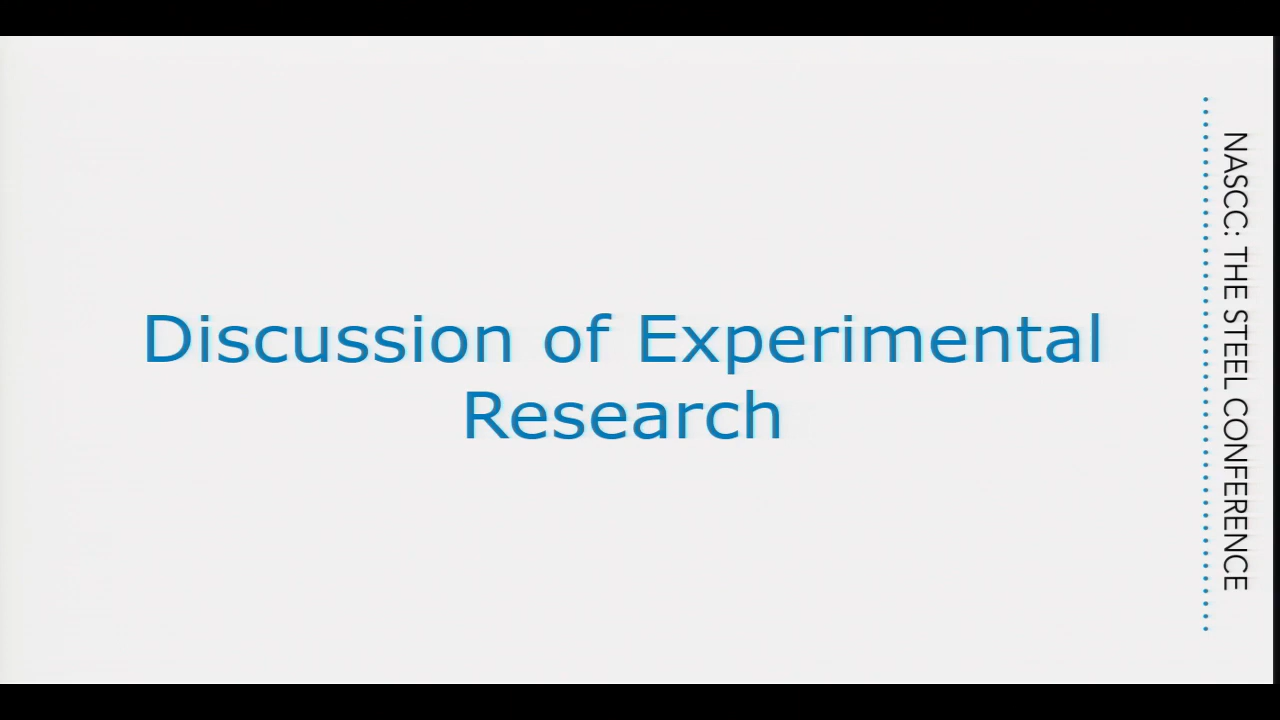 Discussion of Experimental
Research
NASCC: THE STEEL CONFERENCE